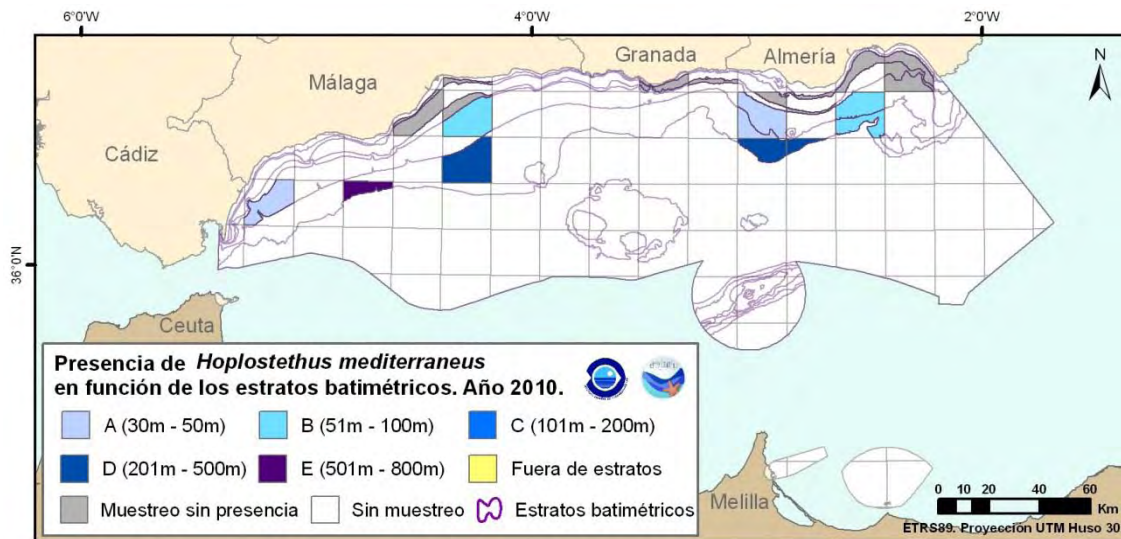 6°0'W 4°0'W 2°0'W
N
Granada
Almería
Málaga
Cádiz
36°0'N
Ceuta
Presencia de Hoplostethus mediterraneus
en función de los estratos batimétricos. Año 2010.
A (30m - 50m) B (51m - 100m) C (101m - 200m)
D (201m - 500m) E (501m - 800m) Fuera de estratos
Muestreo sin presencia Sin muestreo Estratos batimétricos
Melilla
0 10 20 40 60
Km
ETRS89. Proyección UTM Huso 30